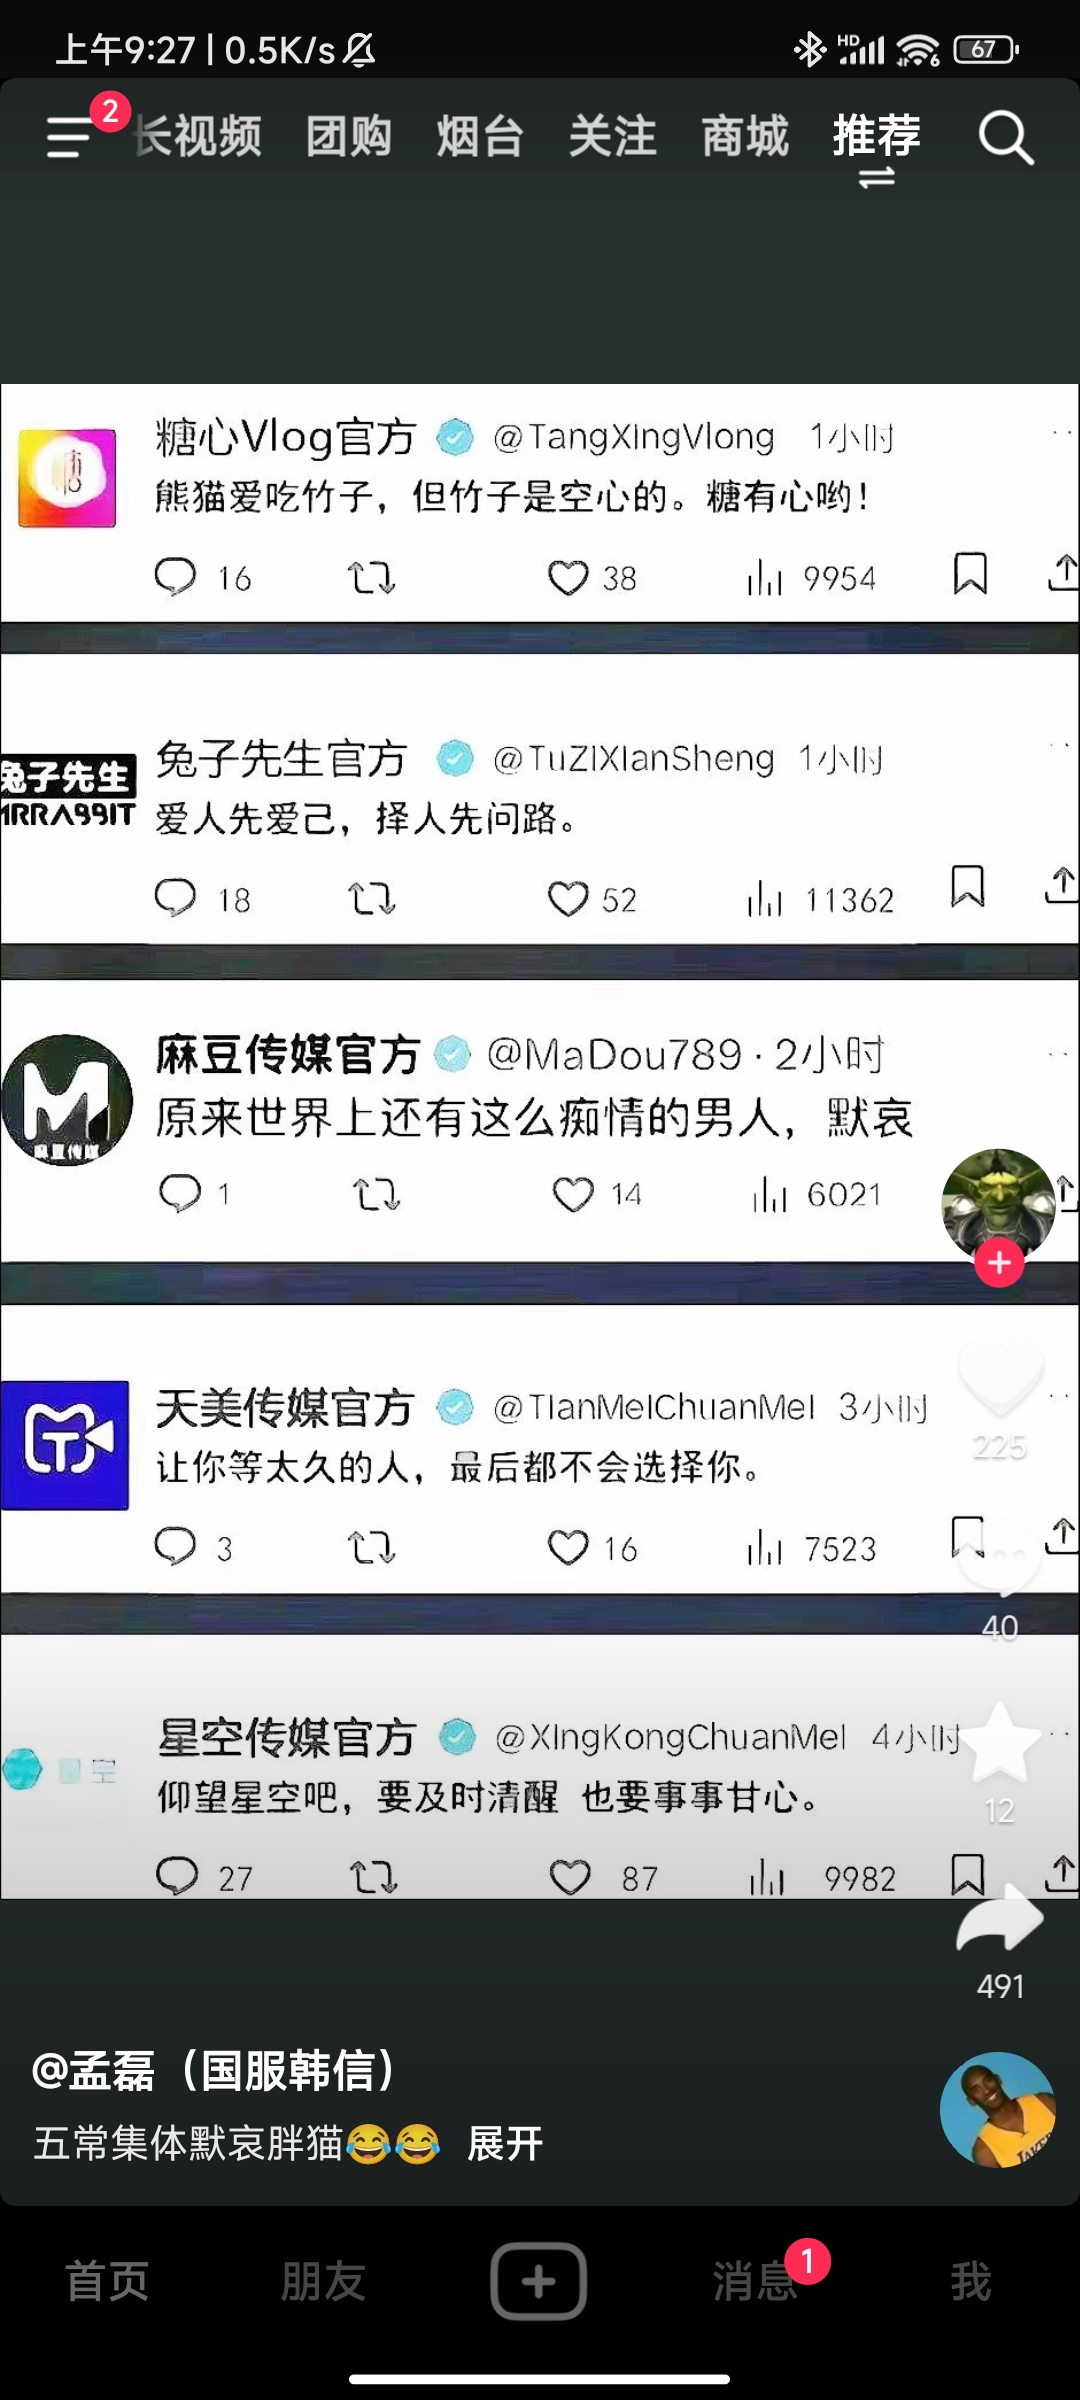 上午9:27 | 0.5K/s
HD
6
67
2
长视频 团购 烟台 关注 商城 推荐
糖心Vlog官方 @TangXIngVlong 1小时
熊猫爱吃竹子，但竹子是空心的。糖有心哟！
16 38 9954
兔子先生官方 @TuZIXIanSheng 1小时
兔子先生
MRRABBIT
爱人先爱己，择人先问路。
18 52 11362
麻豆传媒官方 @MaDou789 · 2小时
M
麻豆传媒
原来世界上还有这么痴情的男人，默哀
1 14 6021
天美传媒官方 @TIanMeIChuanMeI 3小时
T
让你等太久的人，最后都不会选择你。
225
3 16 7523
40
星空传媒官方 @XIngKongChuanMeI 4小时
仰望星空吧，要及时清醒 也要事事甘心。
12
27 87 9982
491
@孟磊（国服韩信）
五常集体默哀胖猫😂😂 展开
首页 朋友 消息 1 我